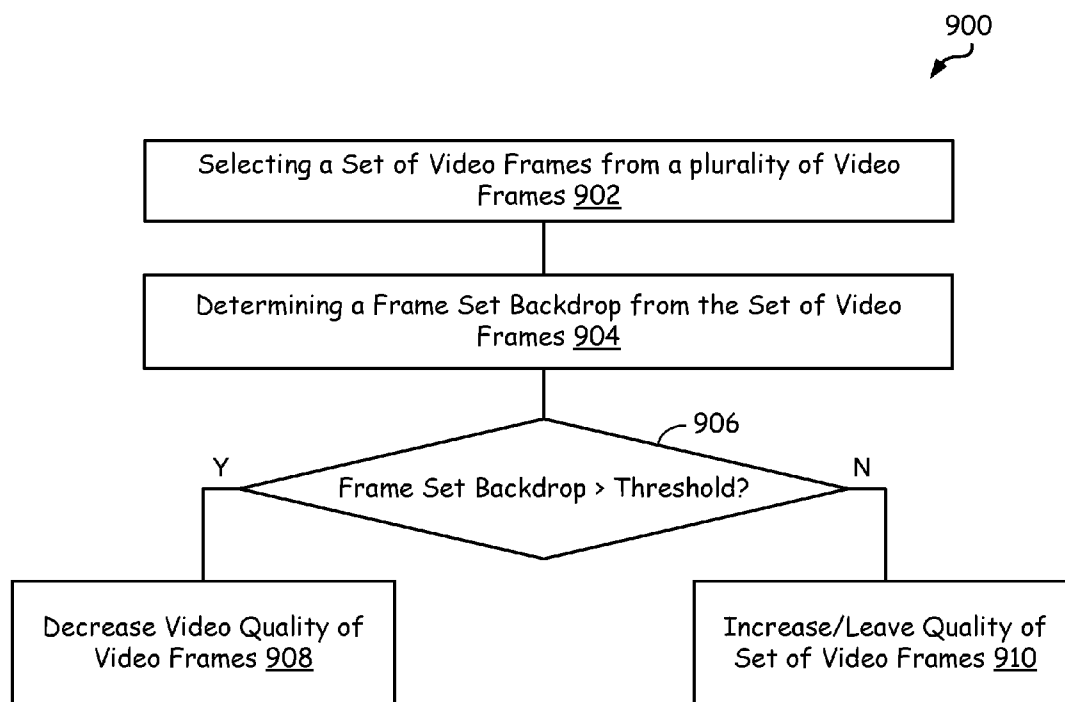 900
Selecting a Set of Video Frames from a plurality of Video
Frames 902
Determining a Frame Set Backdrop from the Set of Video
Frames 904
906
Y
N
Frame Set Backdrop > Threshold?
Decrease Video Quality of
Video Frames 908
Increase/Leave Quality of
Set of Video Frames 910